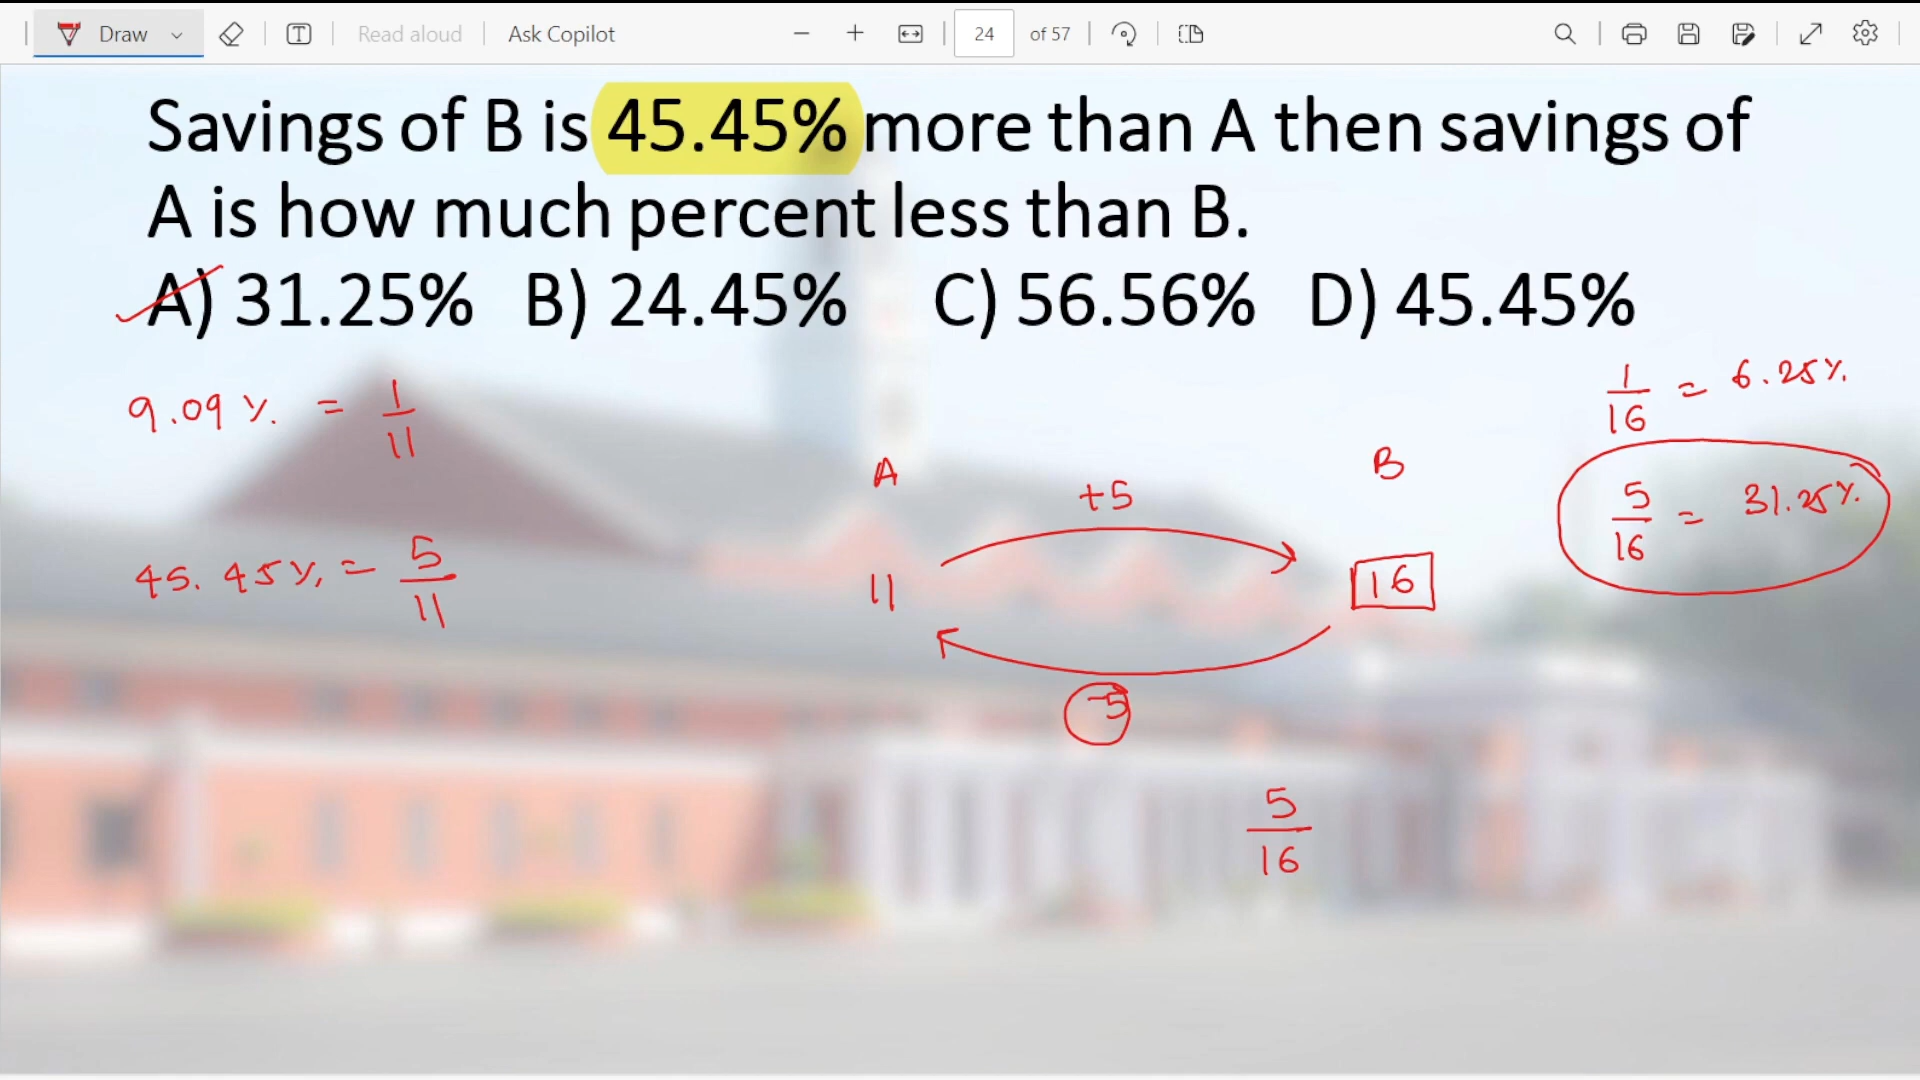 Draw Read aloud Ask Copilot 24 of 57
Savings of B is 45.45% more than A then savings of
A is how much percent less than B.
A) 31.25% B) 24.45% C) 56.56% D) 45.45%
9.09% = 1/11
1/16 = 6.25%
A B
+5
5/16 = 31.25%
45.45% = 5/11
11 16
-5
5/16